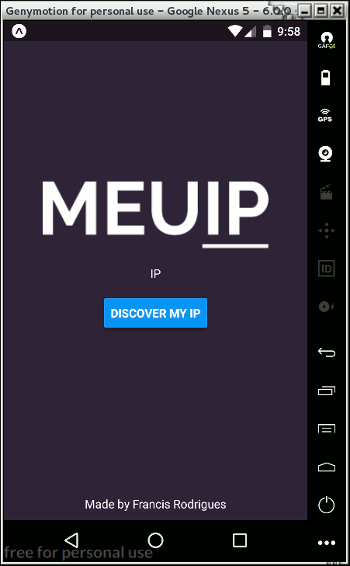 Genymotion for personal use - Google Nexus 5 - 6.0.0
9:58
GAPPS
GPS
ID
MEUIP
IP
DISCOVER MY IP
Made by Francis Rodrigues
free for personal use